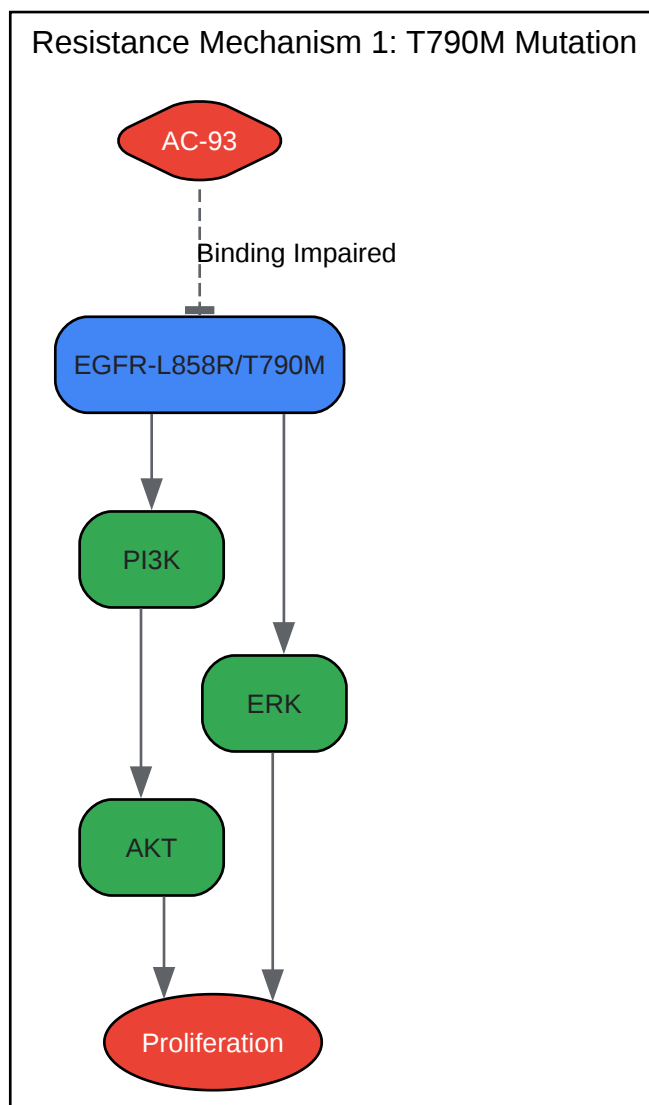 Resistance Mechanism 1: T790M Mutation
AC-93
Binding Impaired
EGFR-L858R/T790M
PI3K
ERK
AKT
Proliferation